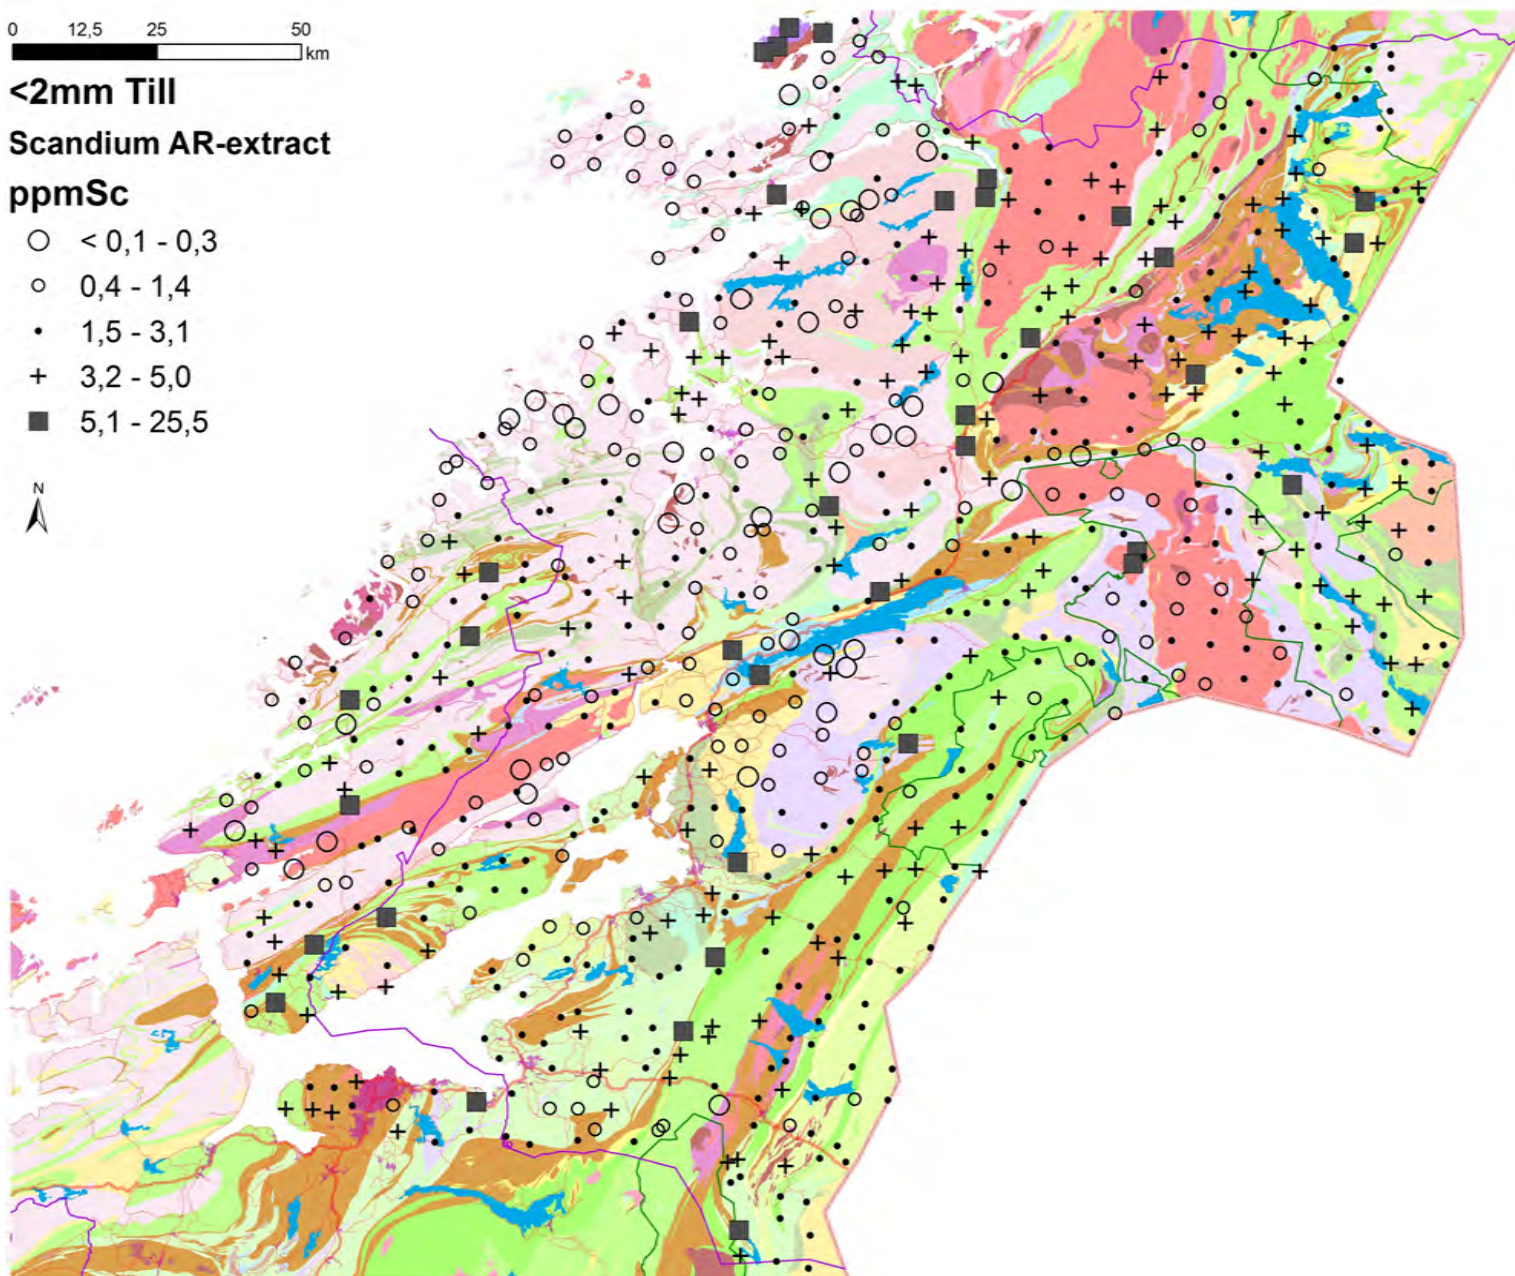 0 12,5 25 50
km
<2mm Till
Scandium AR-extract
ppmSc
< 0,1 - 0,3
0,4 - 1,4
1,5 - 3,1
3,2 - 5,0
5,1 - 25,5
N